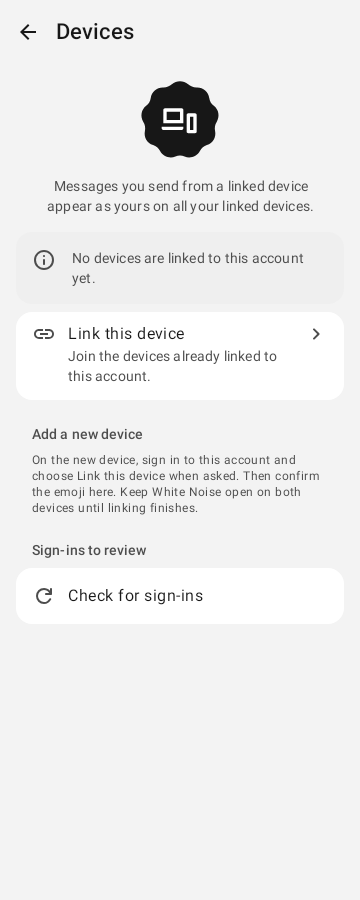 Devices
Messages you send from a linked device
appear as yours on all your linked devices.
No devices are linked to this account
yet.
Link this device
Join the devices already linked to
this account.
Add a new device
On the new device, sign in to this account and
choose Link this device when asked. Then confirm
the emoji here. Keep White Noise open on both
devices until linking finishes.
Sign-ins to review
Check for sign-ins